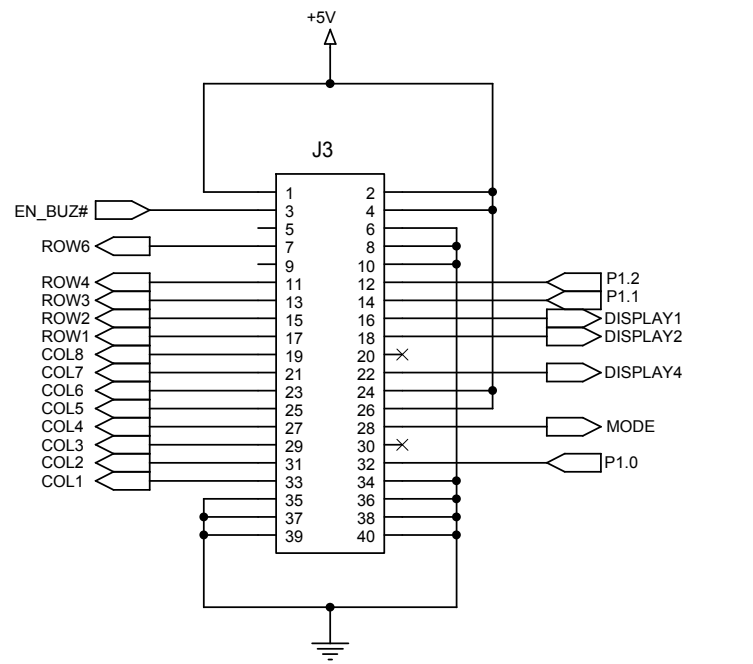 +5V
J3
1 2
EN_BUZ# 3 4
5 6
ROW6 7 8
9 10
ROW4 11 12 P1.2
ROW3 13 14 P1.1
ROW2 15 16 DISPLAY1
ROW1 17 18 DISPLAY2
COL8 19 20
COL7 21 22 DISPLAY4
COL6 23 24
COL5 25 26
COL4 27 28 MODE
COL3 29 30
COL2 31 32 P1.0
COL1 33 34
35 36
37 38
39 40